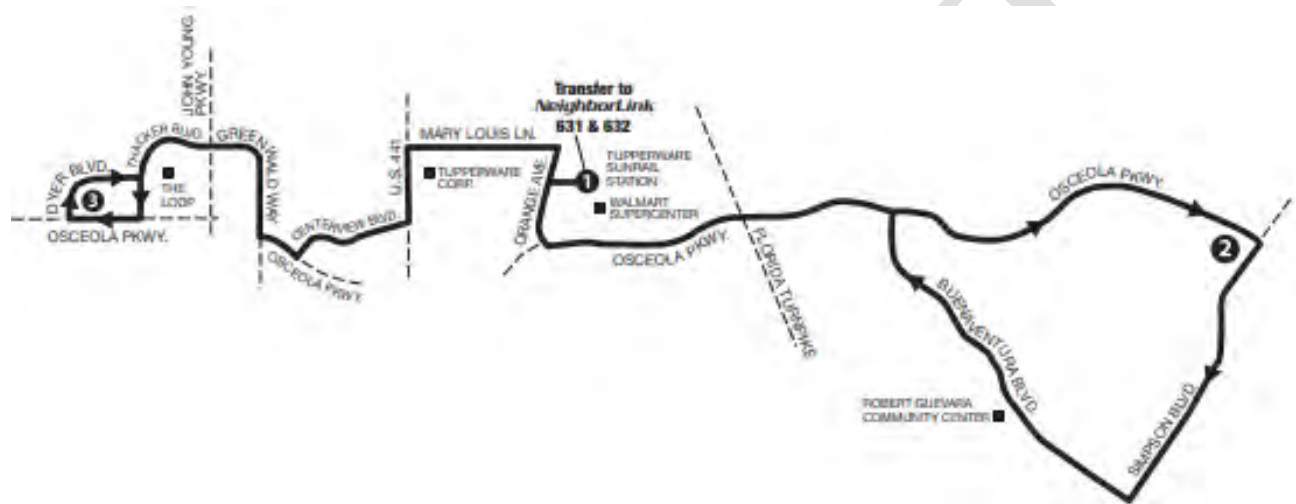 JOHN YOUNG
PKWY.
THACKER BLVD.
GREENWALD WAY
DYER BLVD.
3
THE
LOOP
OSCEOLA PKWY.
CENTERVIEW BLVD.
OSCEOLA PKWY.
U.S. 441
MARY LOUIS LN.
TUPPERWARE
CORP.
Transfer to
NeighborLink
631 & 632
1
TUPPERWARE
SUNRAIL
STATION
WALMART
SUPERCENTER
ORANGE AVE.
OSCEOLA PKWY.
FLORIDA TURNPIKE
OSCEOLA PKWY.
2
BUENAVENTURA BLVD.
ROBERT GUEVARA
COMMUNITY CENTER
SIMPSON BLVD.